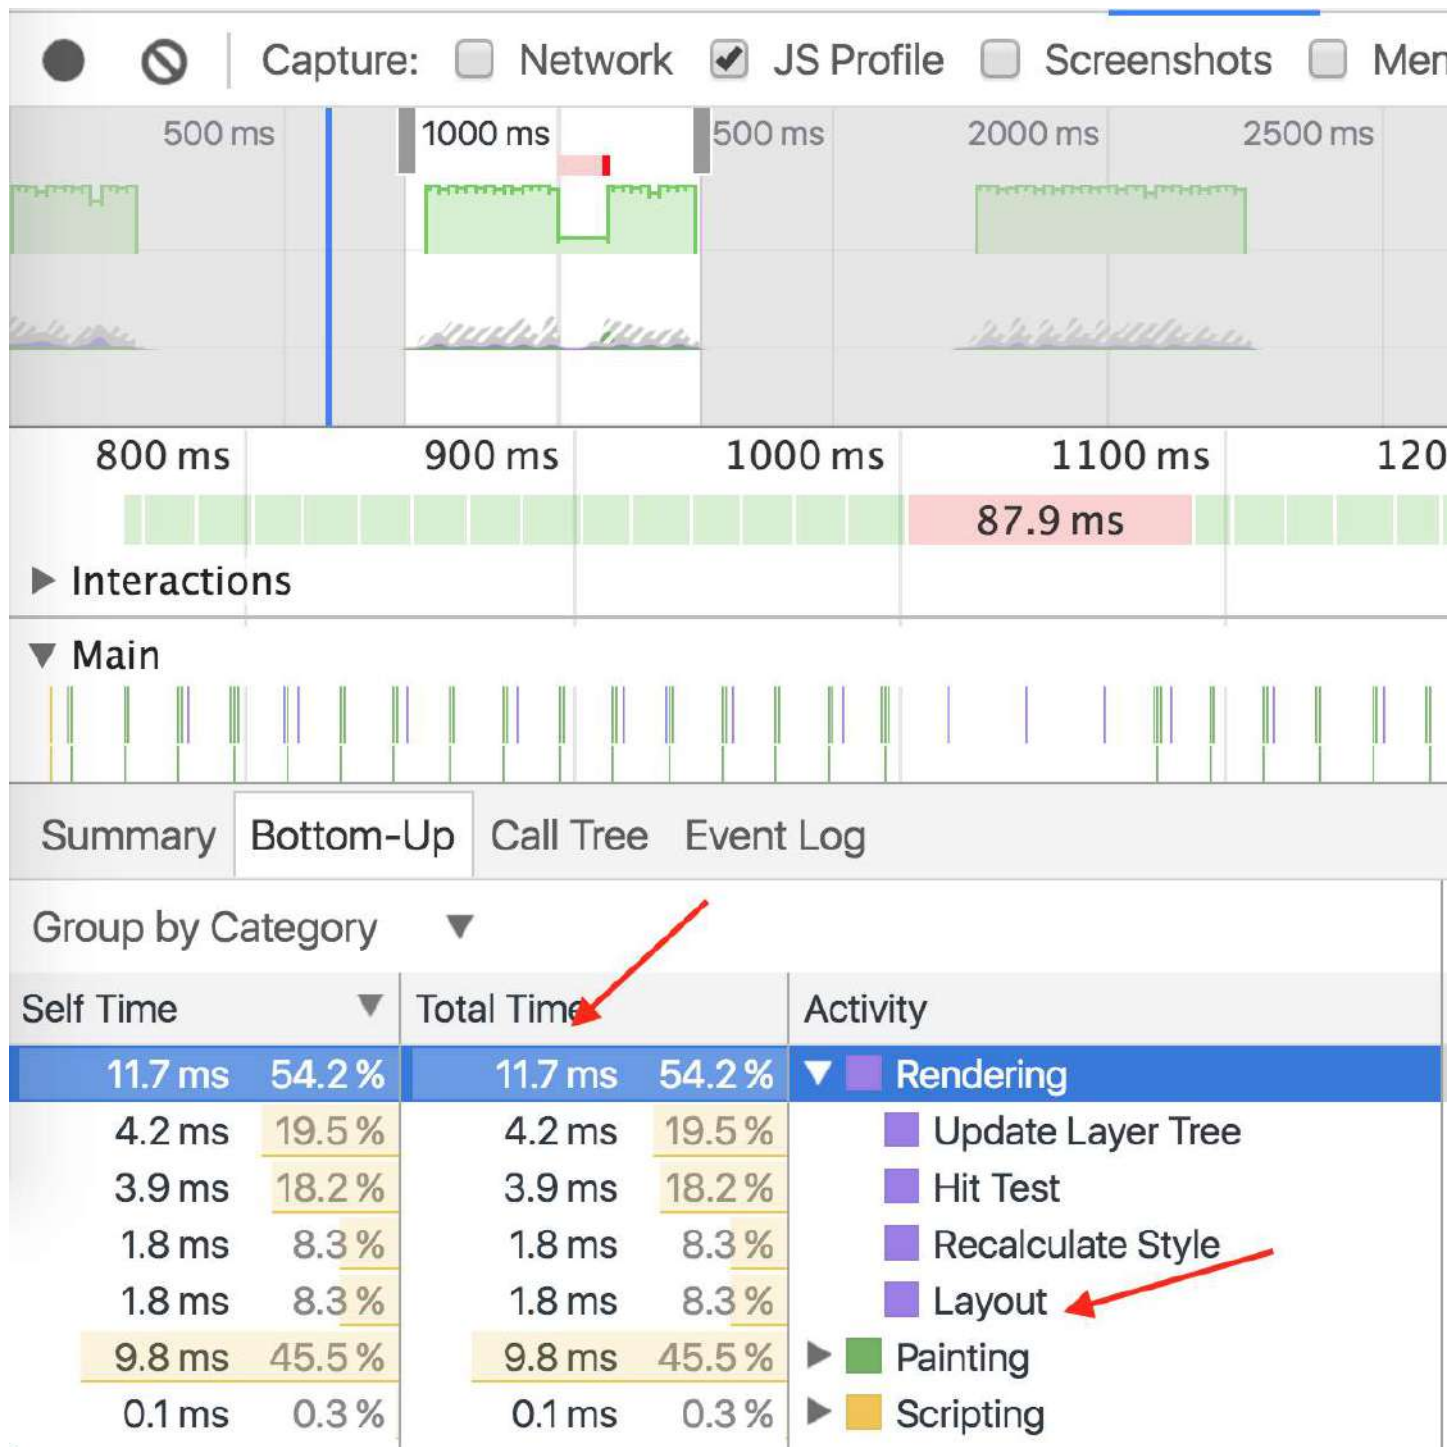 Capture: Network JS Profile Screenshots Mer
500 ms 1000 ms 500 ms 2000 ms 2500 ms
800 ms 900 ms 1000 ms 1100 ms 120
87.9 ms
Interactions
Main
Summary Bottom-Up Call Tree Event Log
Group by Category
Self Time Total Time Activity
11.7 ms 54.2 % 11.7 ms 54.2 % Rendering
4.2 ms 19.5 % 4.2 ms 19.5 % Update Layer Tree
3.9 ms 18.2 % 3.9 ms 18.2 % Hit Test
1.8 ms 8.3 % 1.8 ms 8.3 % Recalculate Style
1.8 ms 8.3 % 1.8 ms 8.3 % Layout
9.8 ms 45.5 % 9.8 ms 45.5 % Painting
0.1 ms 0.3 % 0.1 ms 0.3 % Scripting